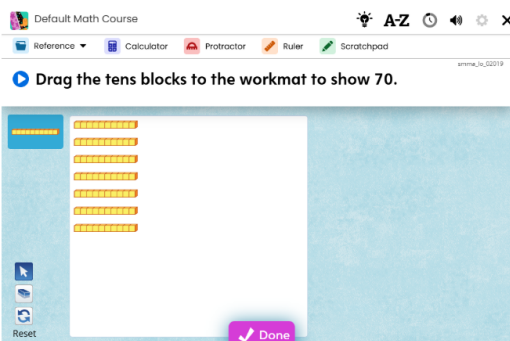 Default Math Course
A-Z
Reference
Calculator
Protractor
Ruler
Scratchpad
smma_lo_02019
Drag the tens blocks to the workmat to show 70.
Reset
Done